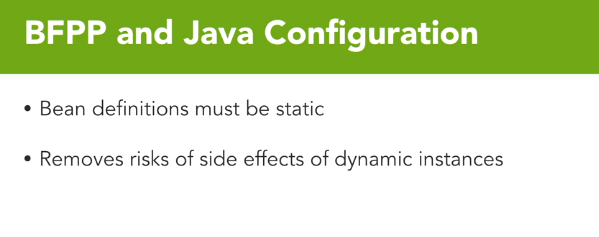 BFPP and Java Configuration
• Bean definitions must be static
• Removes risks of side effects of dynamic instances